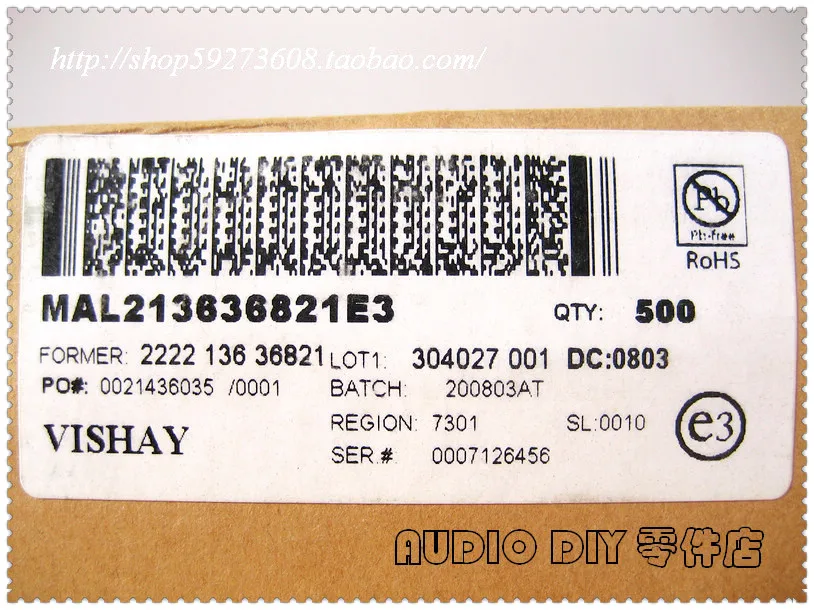 http://shop59273608.taobao.com/
Pb
Pb-free
RoHS
MAL213636821E3 QTY: 500
FORMER: 2222 136 36821 LOT1: 304027 001 DC:0803
PO#: 0021436035 /0001 BATCH: 200803AT
REGION: 7301 SL:0010
VISHAY
SER.#: 0007126456
e3
AUDIO DIY 零件店